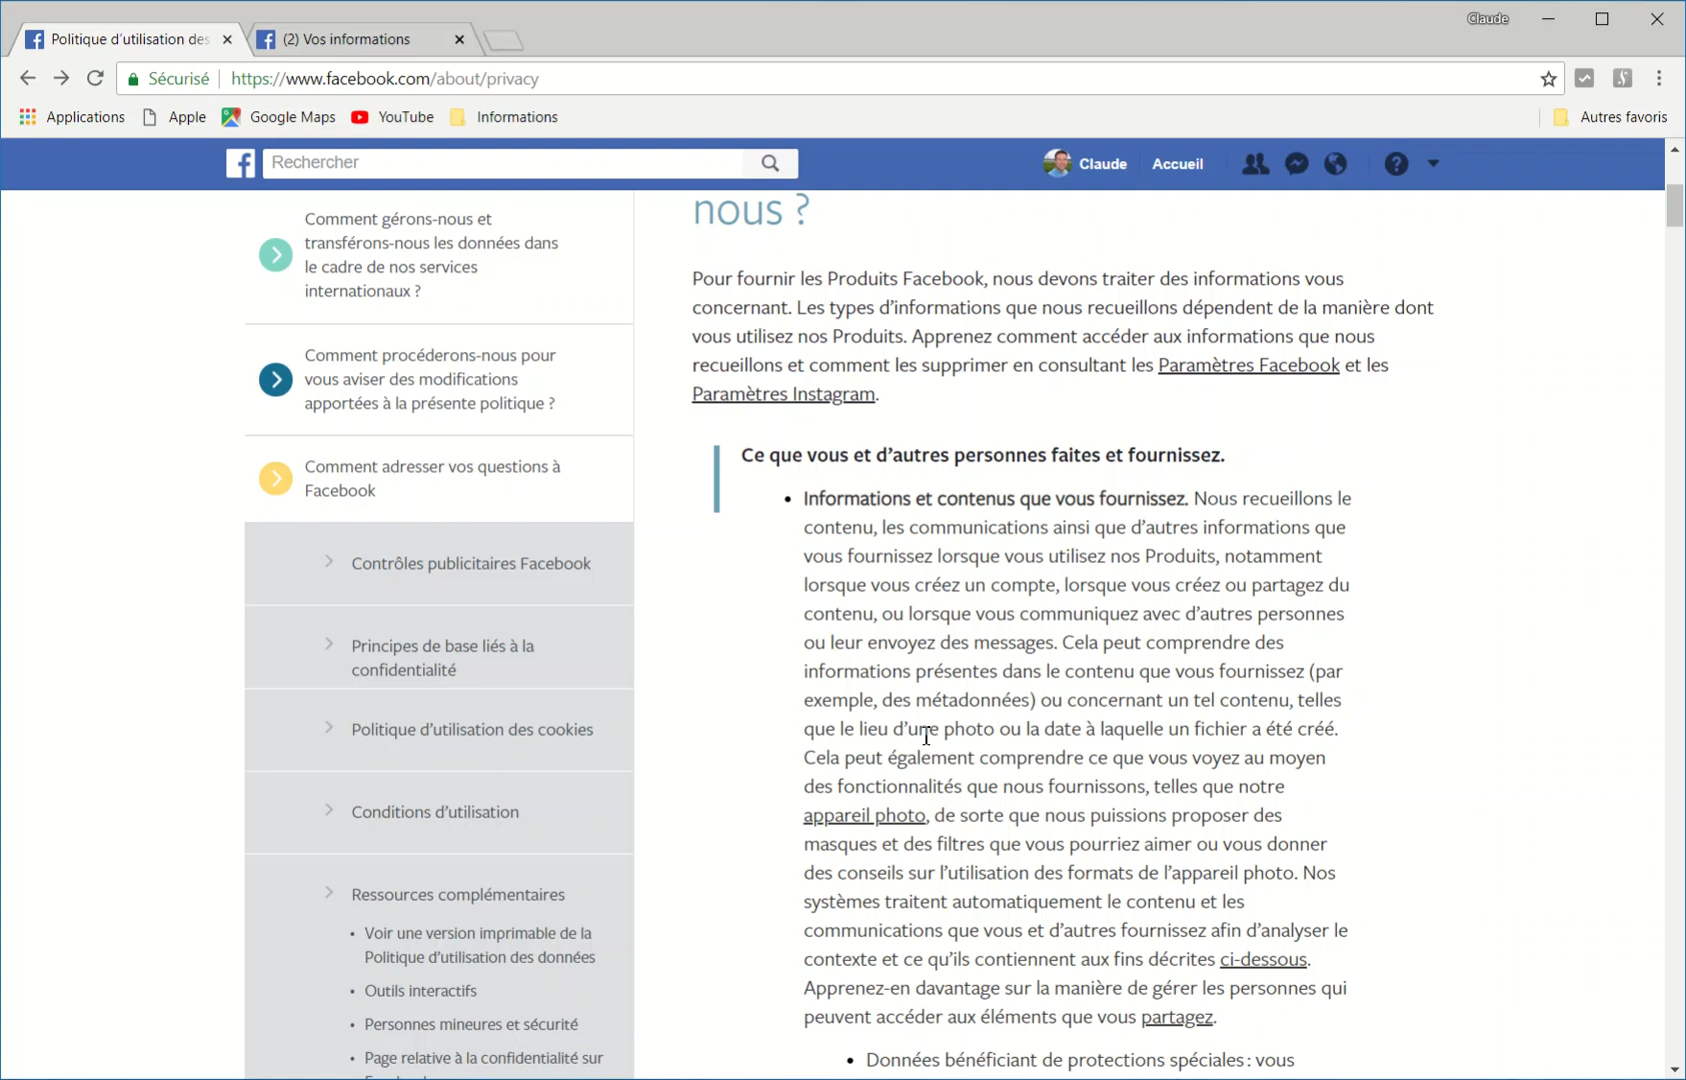 Claude
Politique d'utilisation des
(2) Vos informations
Sécurisé
https://www.facebook.com/about/privacy
Applications
Apple
Google Maps
YouTube
Informations
Autres favoris
Rechercher
Claude
Accueil
Comment gérons-nous et
transférons-nous les données dans
le cadre de nos services
internationaux ?
Comment procéderons-nous pour
vous aviser des modifications
apportées à la présente politique ?
Comment adresser vos questions à
Facebook
Contrôles publicitaires Facebook
Principes de base liés à la
confidentialité
Politique d'utilisation des cookies
Conditions d'utilisation
Ressources complémentaires
• Voir une version imprimable de la
Politique d'utilisation des données
• Outils interactifs
• Personnes mineures et sécurité
• Page relative à la confidentialité sur
nous ?
Pour fournir les Produits Facebook, nous devons traiter des informations vous
concernant. Les types d'informations que nous recueillons dépendent de la manière dont
vous utilisez nos Produits. Apprenez comment accéder aux informations que nous
recueillons et comment les supprimer en consultant les Paramètres Facebook et les
Paramètres Instagram.
Ce que vous et d'autres personnes faites et fournissez.
• Informations et contenus que vous fournissez. Nous recueillons le
contenu, les communications ainsi que d'autres informations que
vous fournissez lorsque vous utilisez nos Produits, notamment
lorsque vous créez un compte, lorsque vous créez ou partagez du
contenu, ou lorsque vous communiquez avec d'autres personnes
ou leur envoyez des messages. Cela peut comprendre des
informations présentes dans le contenu que vous fournissez (par
exemple, des métadonnées) ou concernant un tel contenu, telles
que le lieu d'une photo ou la date à laquelle un fichier a été créé.
Cela peut également comprendre ce que vous voyez au moyen
des fonctionnalités que nous fournissons, telles que notre
appareil photo, de sorte que nous puissions proposer des
masques et des filtres que vous pourriez aimer ou vous donner
des conseils sur l'utilisation des formats de l'appareil photo. Nos
systèmes traitent automatiquement le contenu et les
communications que vous et d'autres fournissez afin d'analyser le
contexte et ce qu'ils contiennent aux fins décrites ci-dessous.
Apprenez-en davantage sur la manière de gérer les personnes qui
peuvent accéder aux éléments que vous partagez.
• Données bénéficiant de protections spéciales : vous